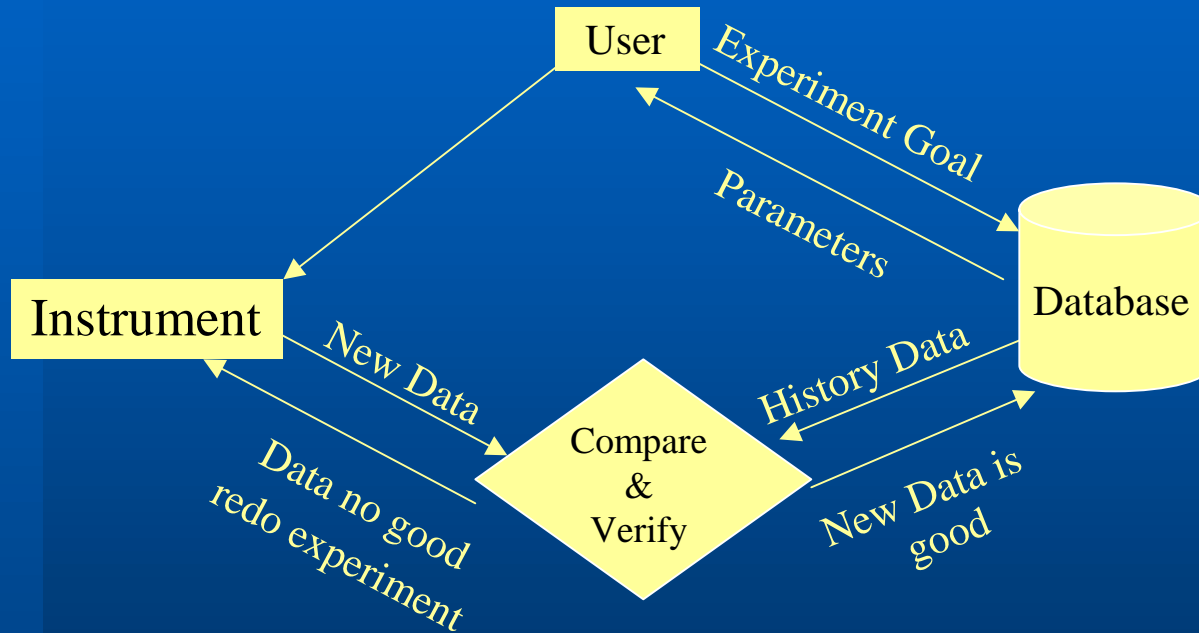 User
Experiment Goal
Parameters
Instrument
Database
New Data
History Data
Compare
&
Verify
Data no good
redo experiment
New Data is
good